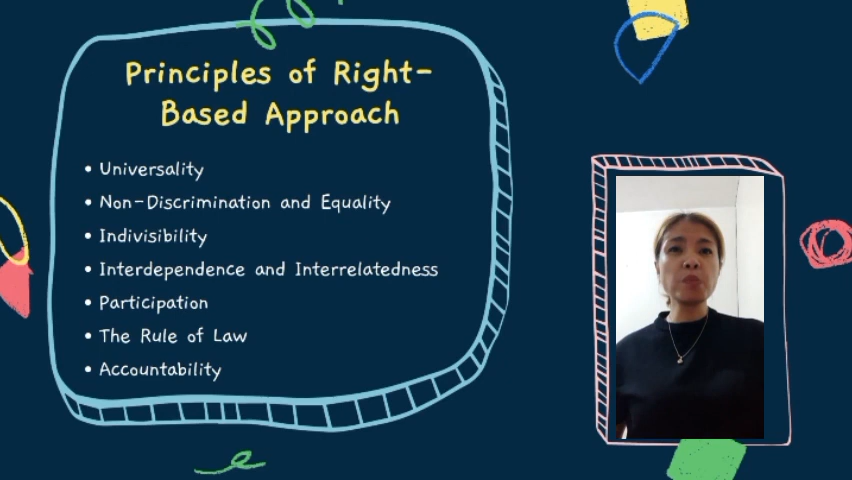 Principles of Right-
Based Approach
• Universality
• Non-Discrimination and Equality
• Indivisibility
• Interdependence and Interrelatedness
• Participation
• The Rule of Law
• Accountability